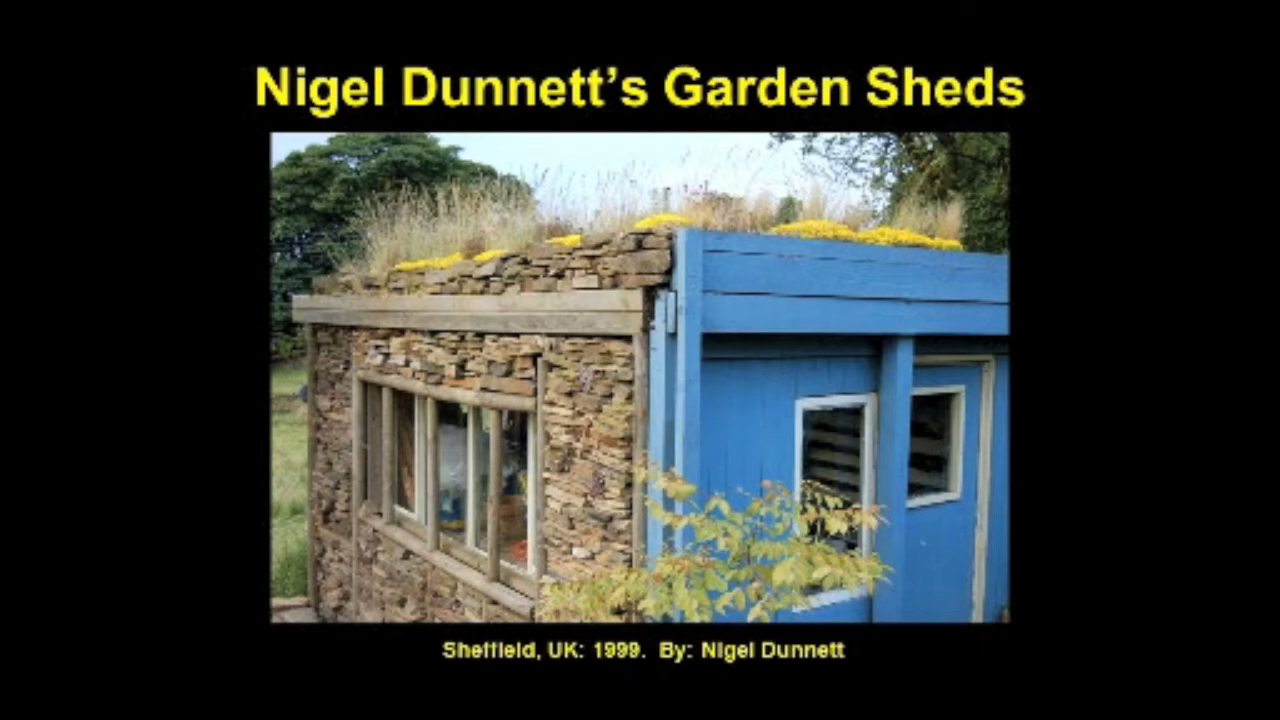 Nigel Dunnett’s Garden Sheds
Sheffield, UK: 1999.  By: Nigel Dunnett